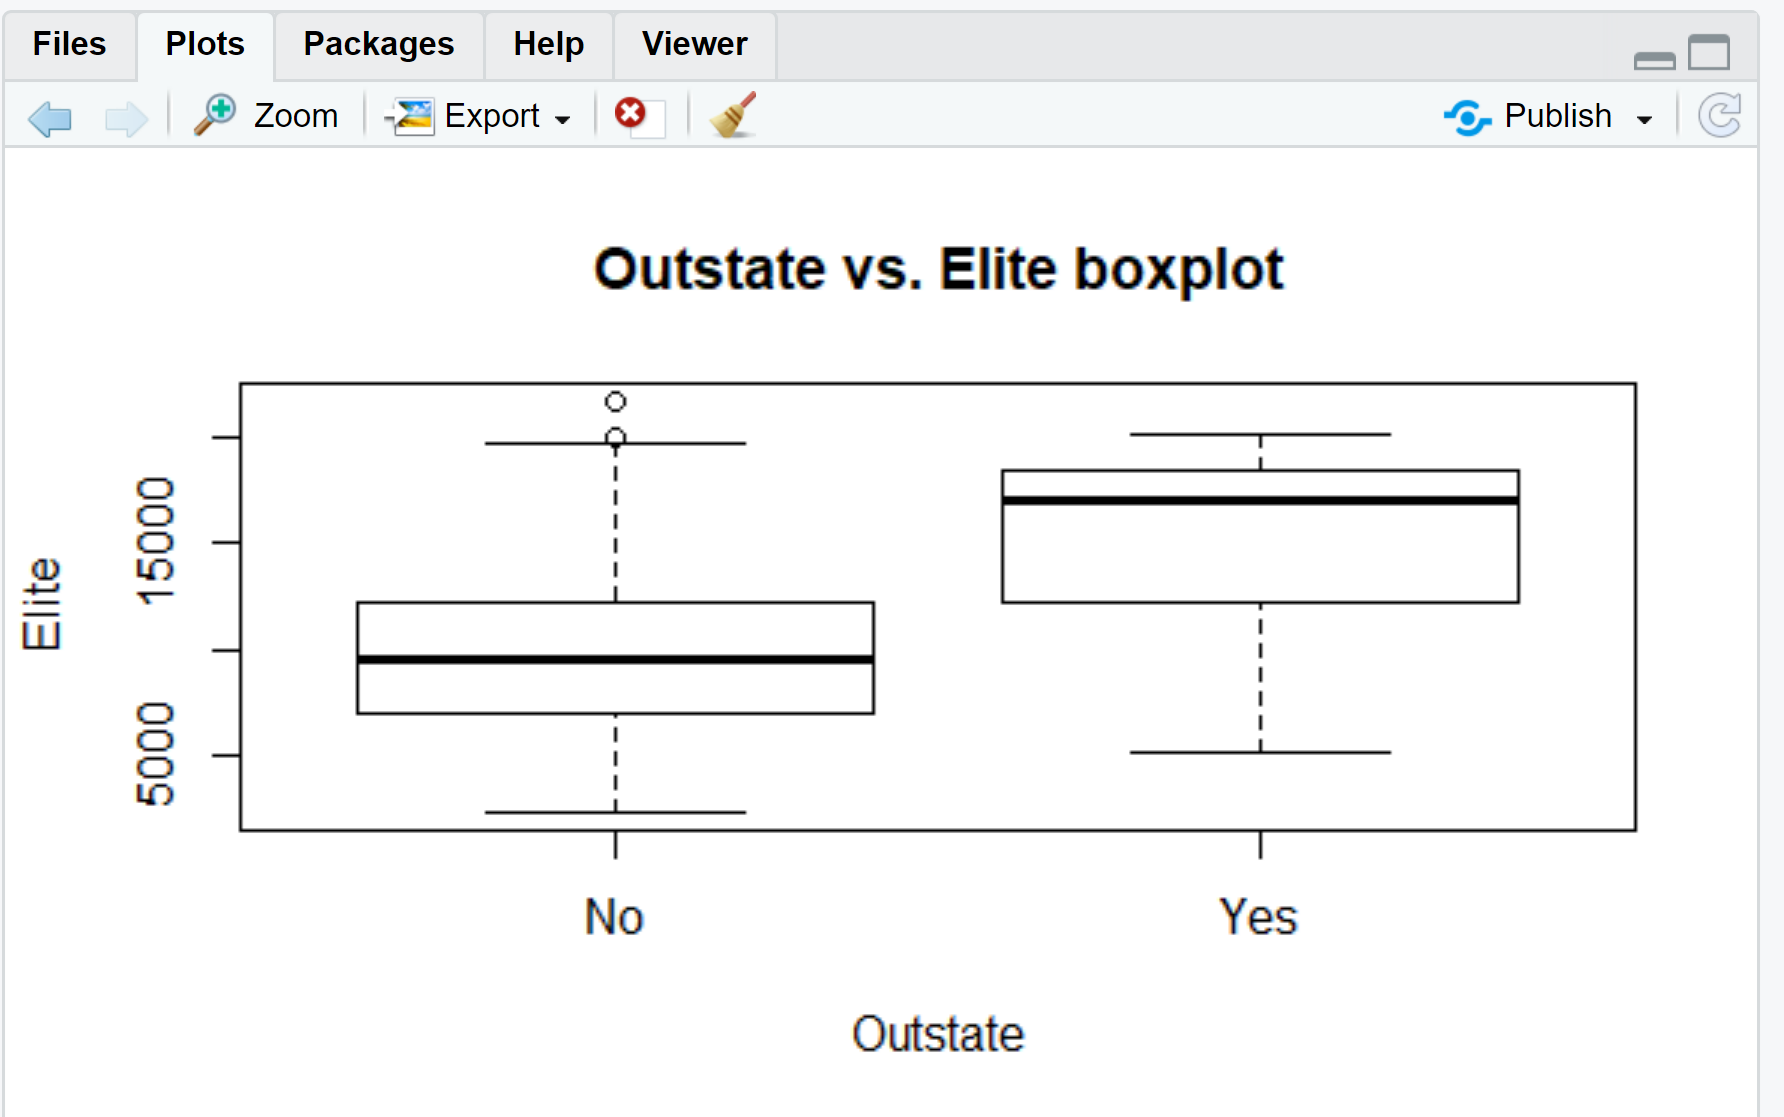 Files Plots Packages Help Viewer
Zoom Export Publish
Outstate vs. Elite boxplot
Elite
15000
5000
No Yes
Outstate